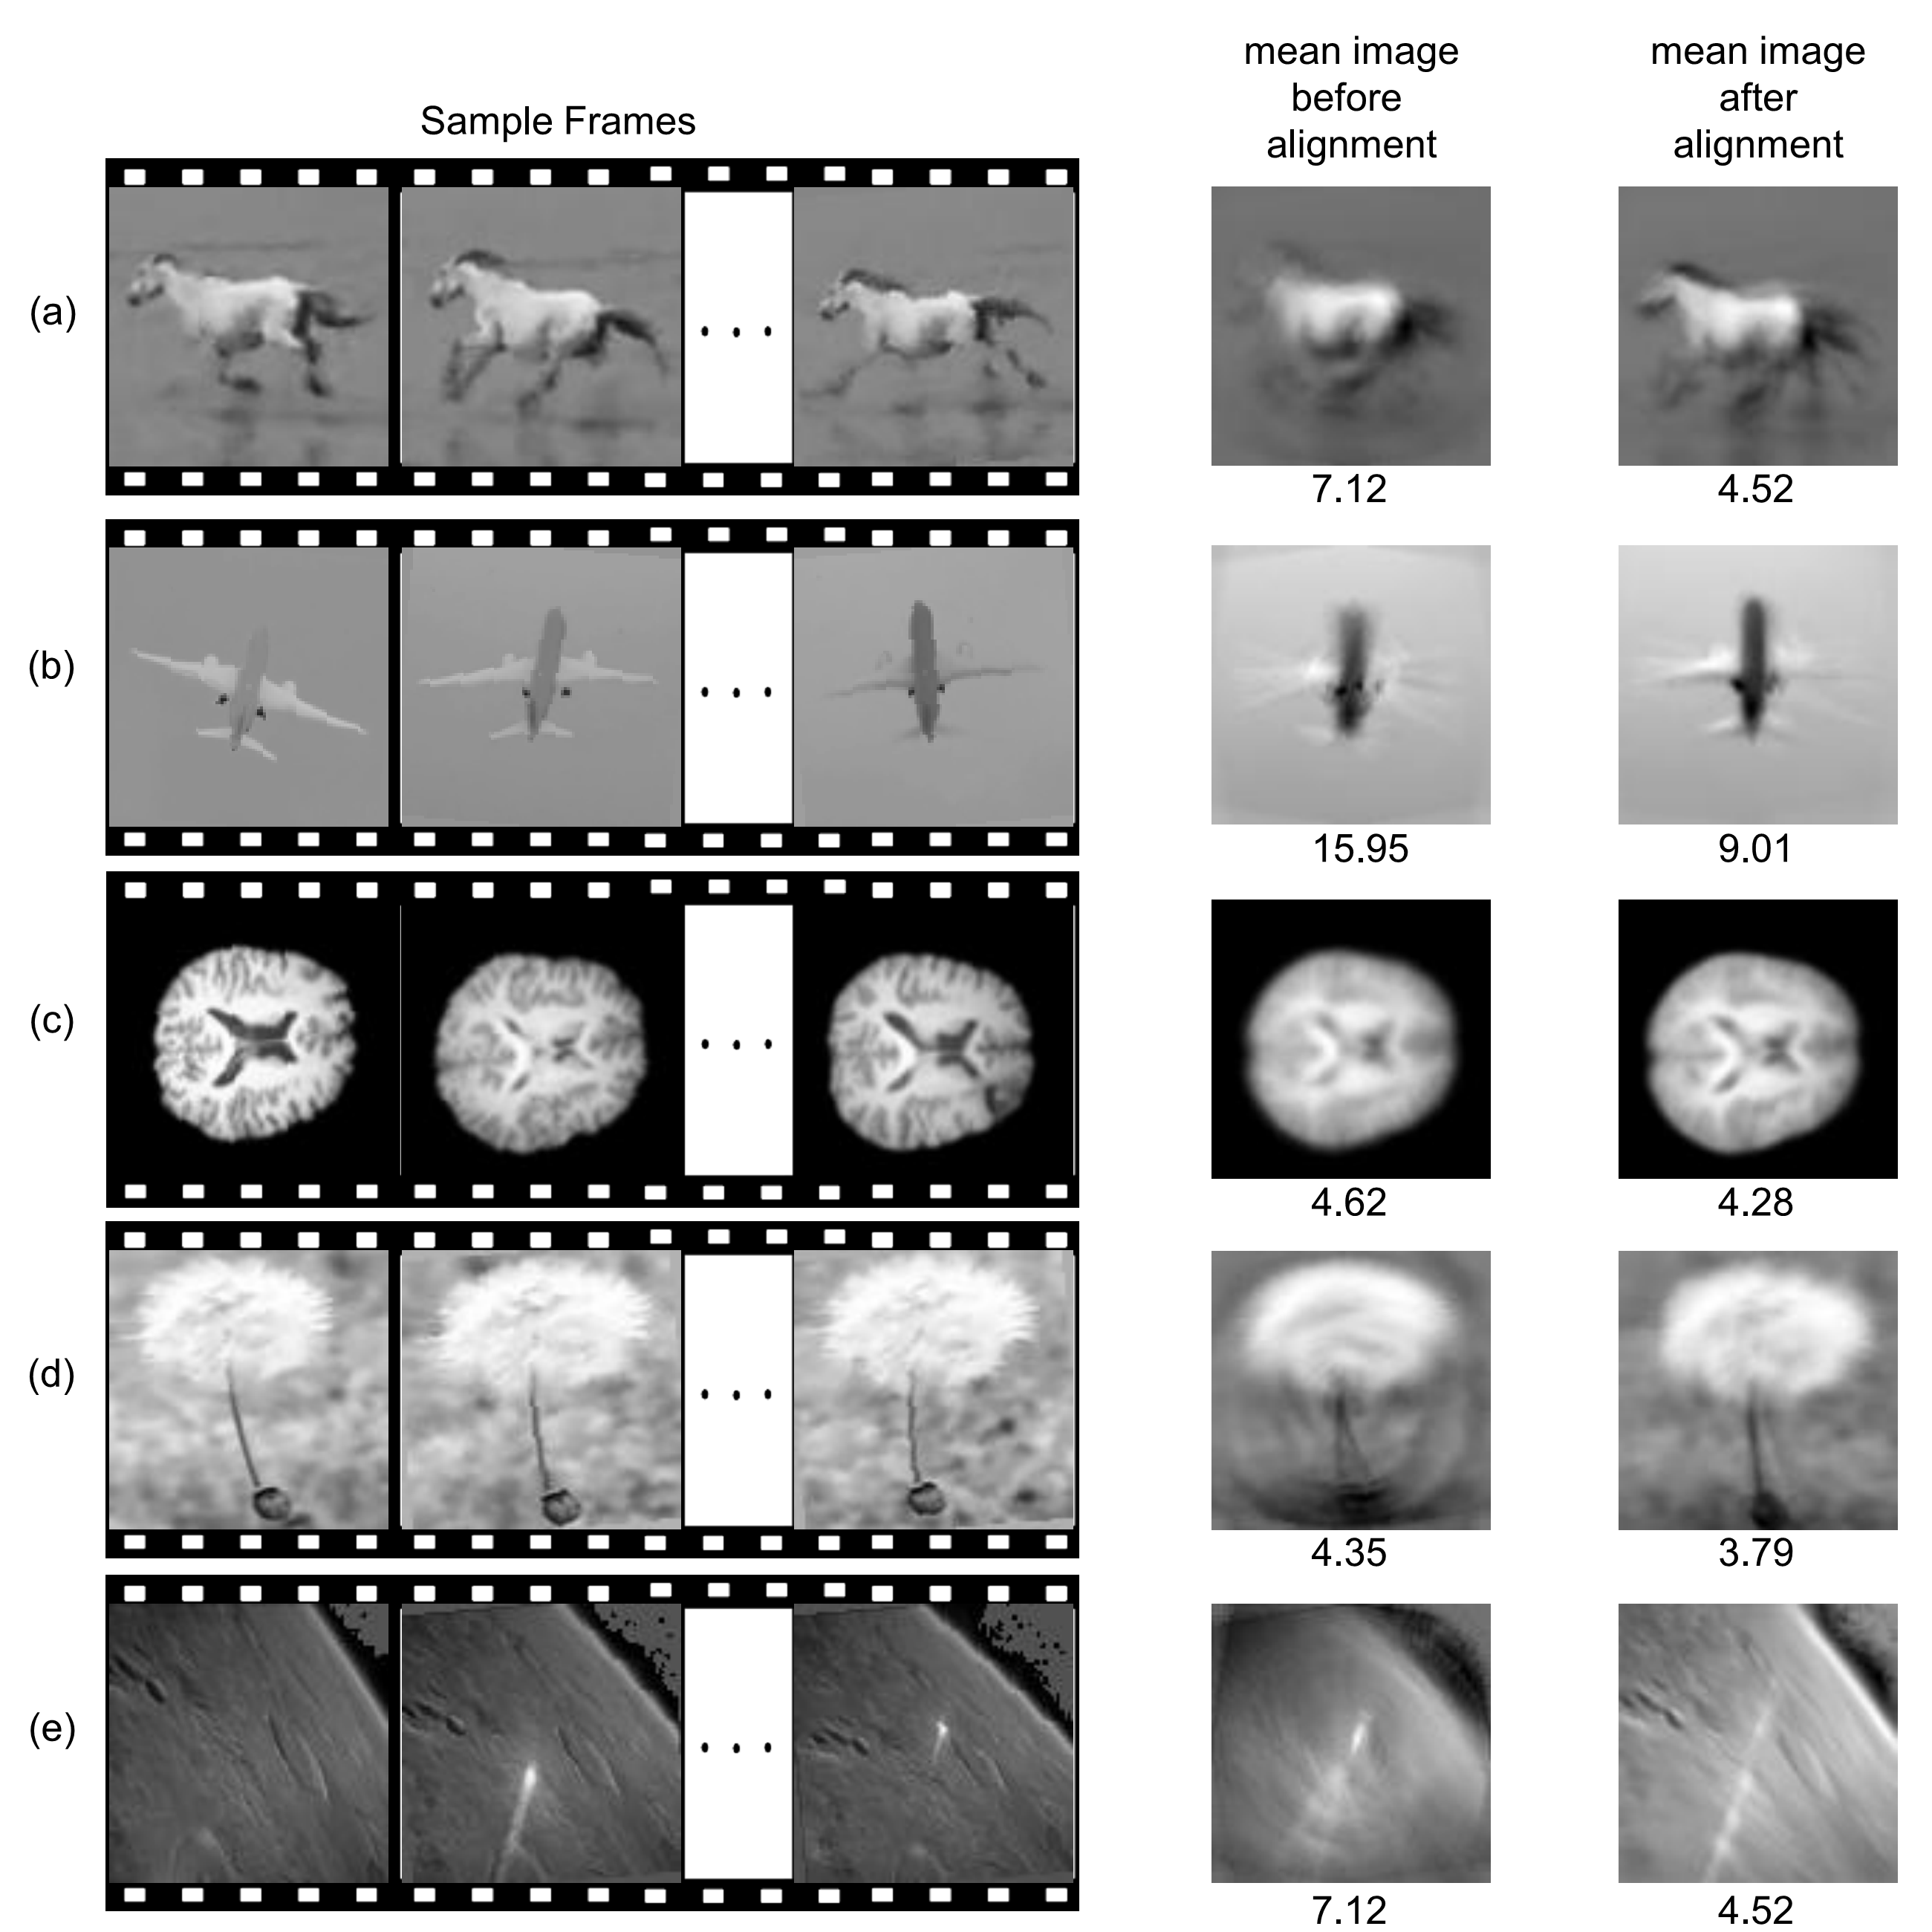 Sample Frames
mean image
before
alignment
mean image
after
alignment
(a)
7.12
4.52
(b)
15.95
9.01
(c)
4.62
4.28
(d)
4.35
3.79
(e)
7.12
4.52